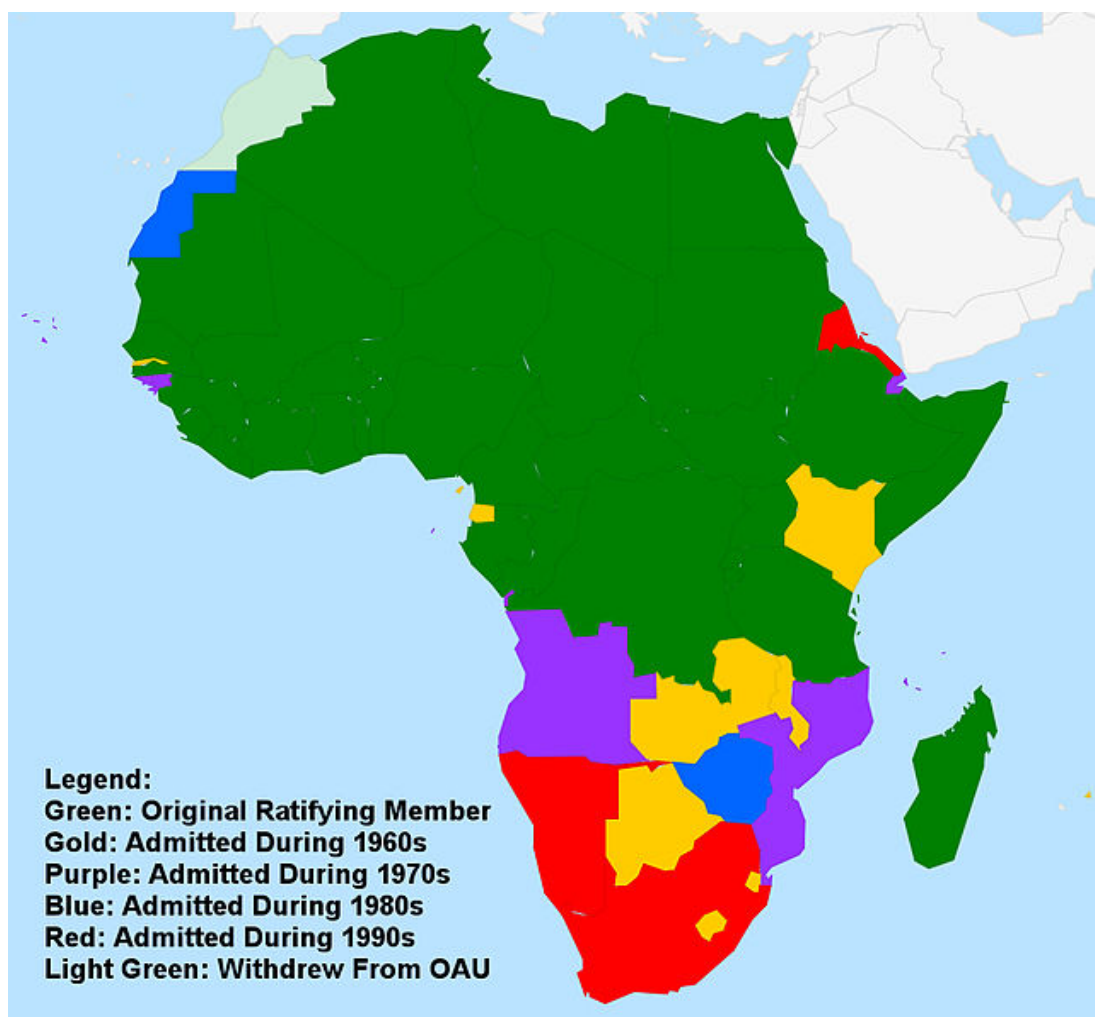 Legend:
Green: Original Ratifying Member
Gold: Admitted During 1960s
Purple: Admitted During 1970s
Blue: Admitted During 1980s
Red: Admitted During 1990s
Light Green: Withdrew From OAU